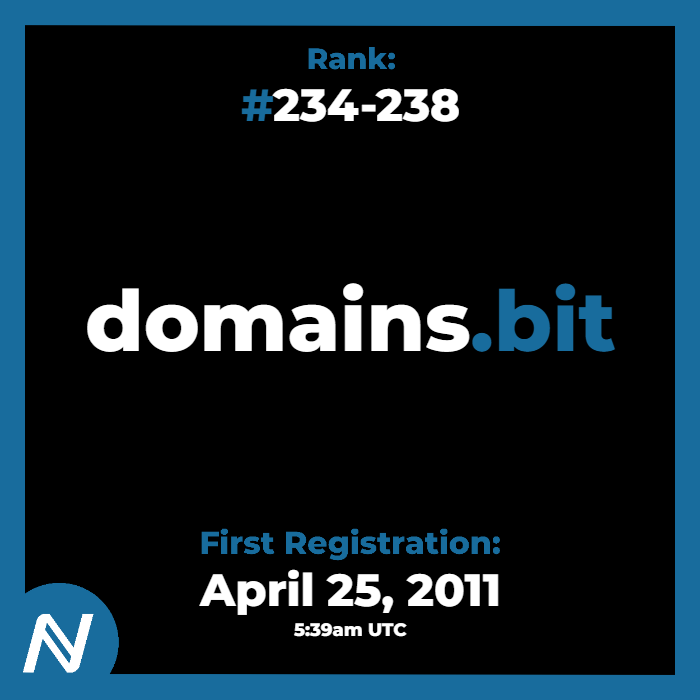 Rank:
#234-238
domains.bit
First Registration:
April 25, 2011
5:39am UTC
N